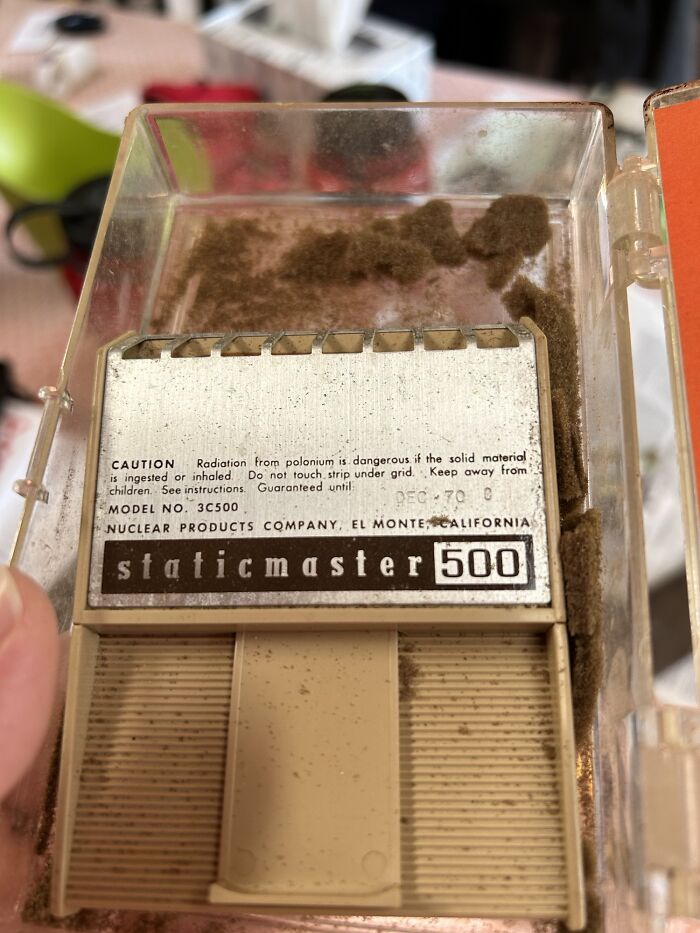 CAUTION Radiation from polonium is dangerous if the solid material
is ingested or inhaled. Do not touch strip under grid. Keep away from
children. See instructions. Guaranteed until:
DEC -70 8
MODEL NO. 3C500
NUCLEAR PRODUCTS COMPANY, EL MONTE, CALIFORNIA
staticmaster 500